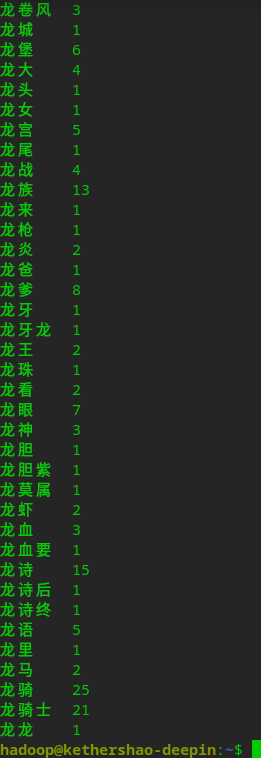 龙卷风 3
龙城 1
龙堡 6
龙大 4
龙头 1
龙女 1
龙宫 5
龙尾 1
龙战 4
龙族 13
龙来 1
龙枪 1
龙炎 2
龙爸 1
龙爹 8
龙牙 1
龙牙龙 1
龙王 2
龙珠 1
龙看 2
龙眼 7
龙神 3
龙胆 1
龙胆紫 1
龙莫属 1
龙虾 2
龙血 3
龙血要 1
龙诗 15
龙诗后 1
龙诗终 1
龙语 5
龙里 1
龙马 2
龙骑 25
龙骑士 21
龙龙 1
hadoop@kethershao-deepin:~$